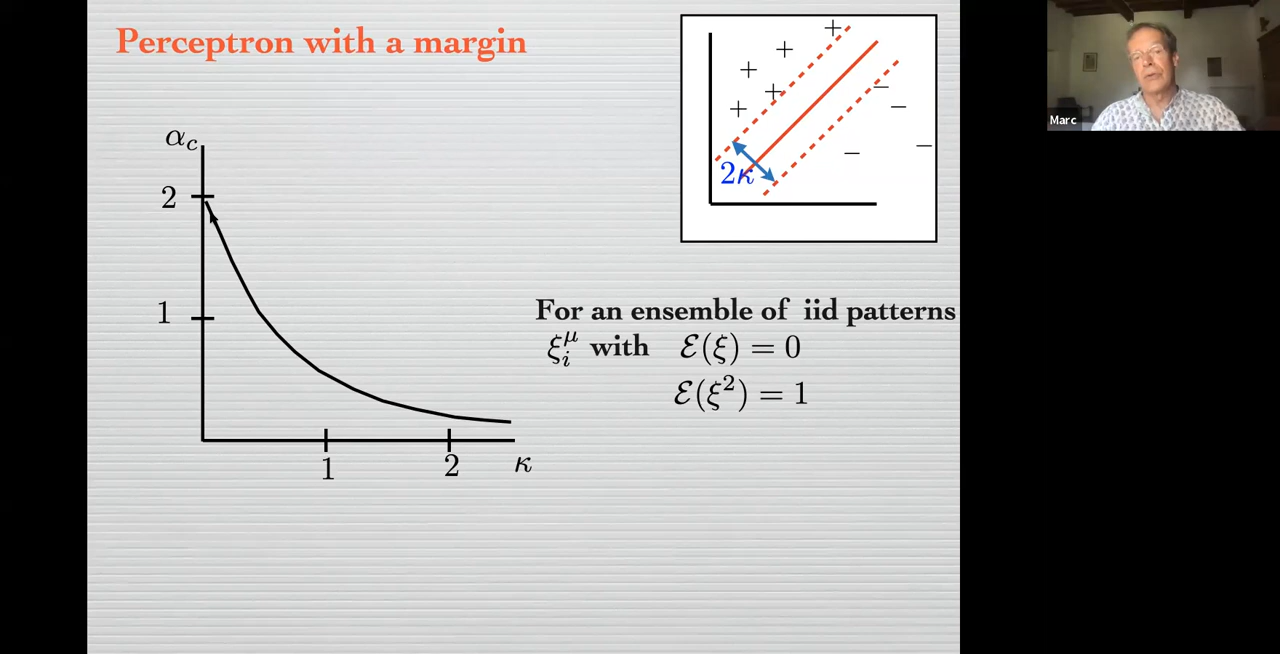 Perceptron with a margin
α_c
2
1
1
2
κ
2κ
For an ensemble of iid patterns
ξ_i^μ with ℰ(ξ) = 0
ℰ(ξ²) = 1
Marc